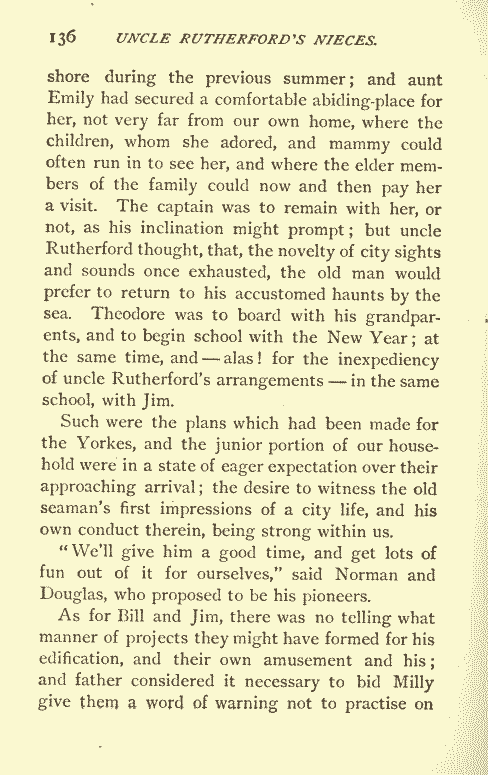 136 UNCLE RUTHERFORD'S NIECES.
shore during the previous summer; and aunt
Emily had secured a comfortable abiding-place for
her, not very far from our own home, where the
children, whom she adored, and mammy could
often run in to see her, and where the elder mem-
bers of the family could now and then pay her
a visit. The captain was to remain with her, or
not, as his inclination might prompt; but uncle
Rutherford thought, that, the novelty of city sights
and sounds once exhausted, the old man would
prefer to return to his accustomed haunts by the
sea. Theodore was to board with his grandpar-
ents, and to begin school with the New Year; at
the same time, and — alas! for the inexpediency
of uncle Rutherford's arrangements — in the same
school, with Jim.
Such were the plans which had been made for
the Yorkes, and the junior portion of our house-
hold were in a state of eager expectation over their
approaching arrival; the desire to witness the old
seaman's first impressions of a city life, and his
own conduct therein, being strong within us.
"We'll give him a good time, and get lots of
fun out of it for ourselves," said Norman and
Douglas, who proposed to be his pioneers.
As for Bill and Jim, there was no telling what
manner of projects they might have formed for his
edification, and their own amusement and his;
and father considered it necessary to bid Milly
give them a word of warning not to practise on